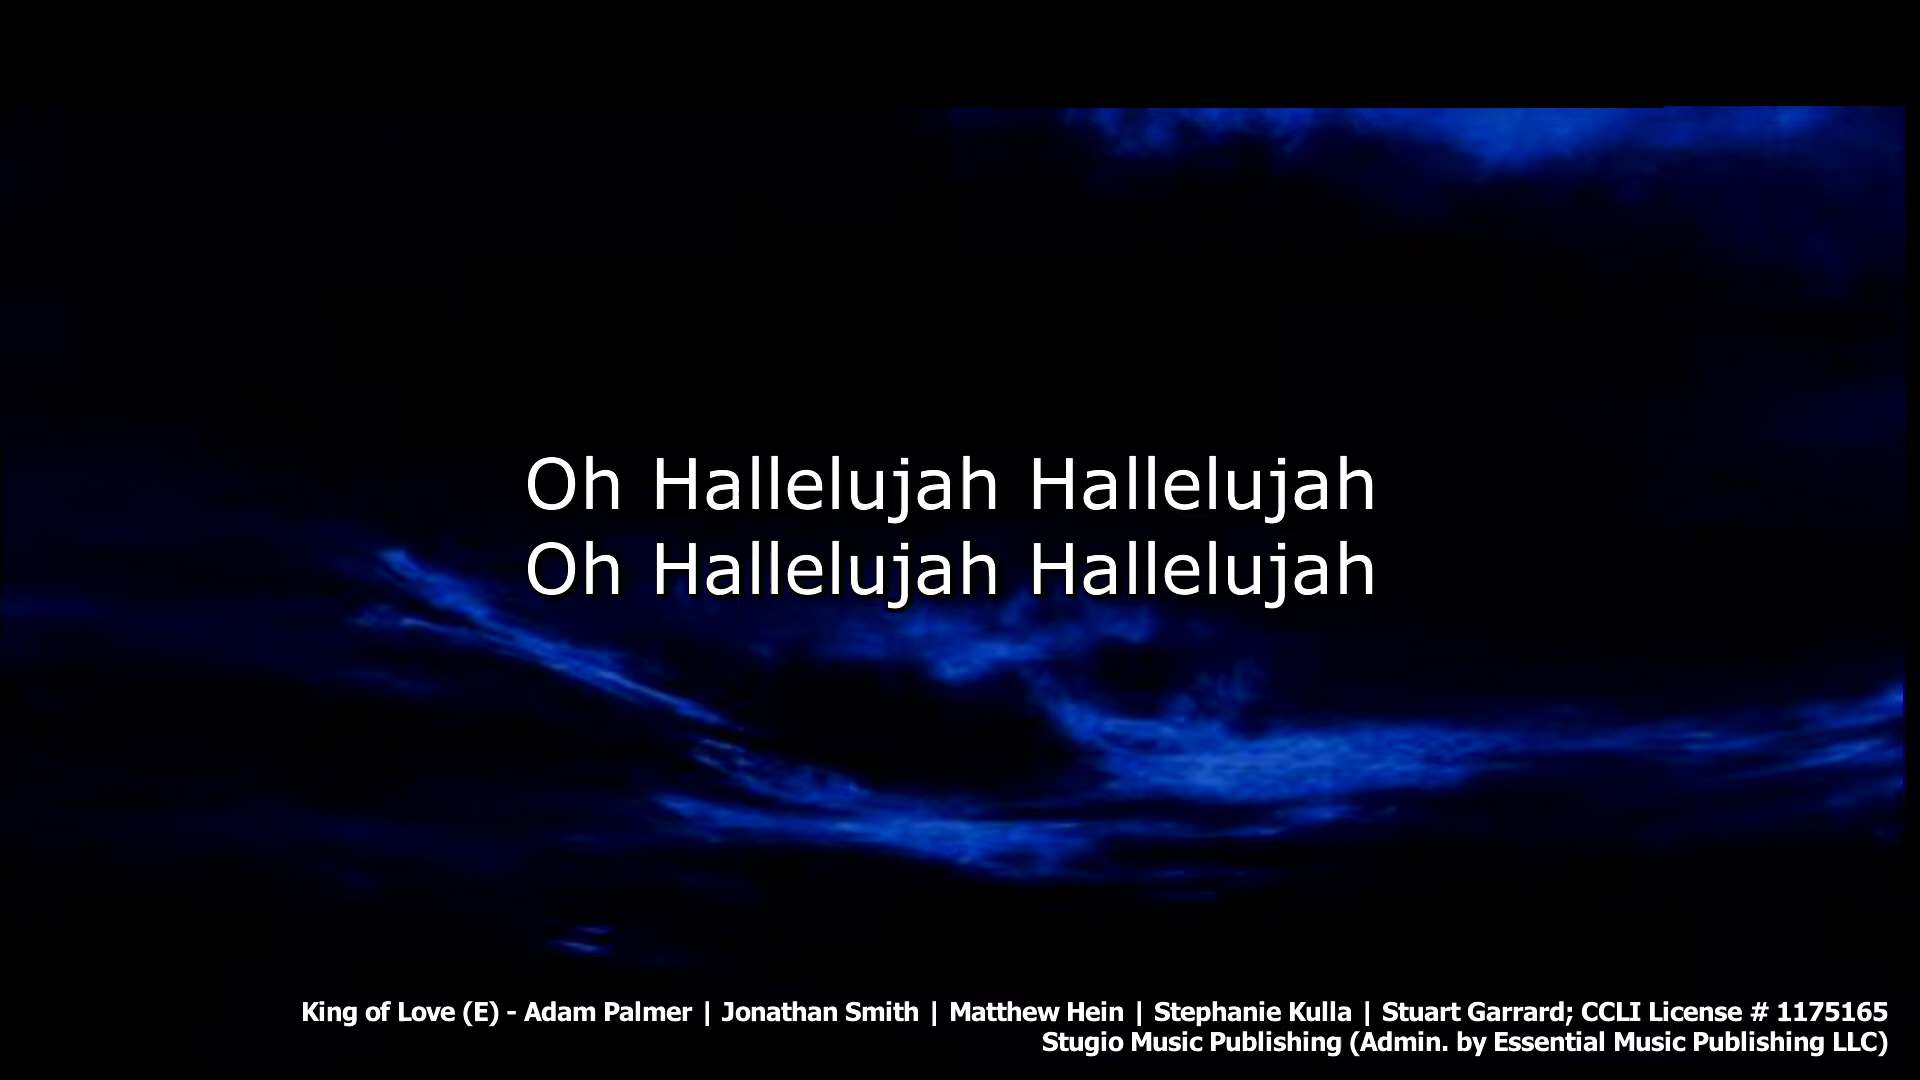 Oh Hallelujah Hallelujah
Oh Hallelujah Hallelujah
King of Love (E) - Adam Palmer | Jonathan Smith | Matthew Hein | Stephanie Kulla | Stuart Garrard; CCLI License # 1175165
Stugio Music Publishing (Admin. by Essential Music Publishing LLC)